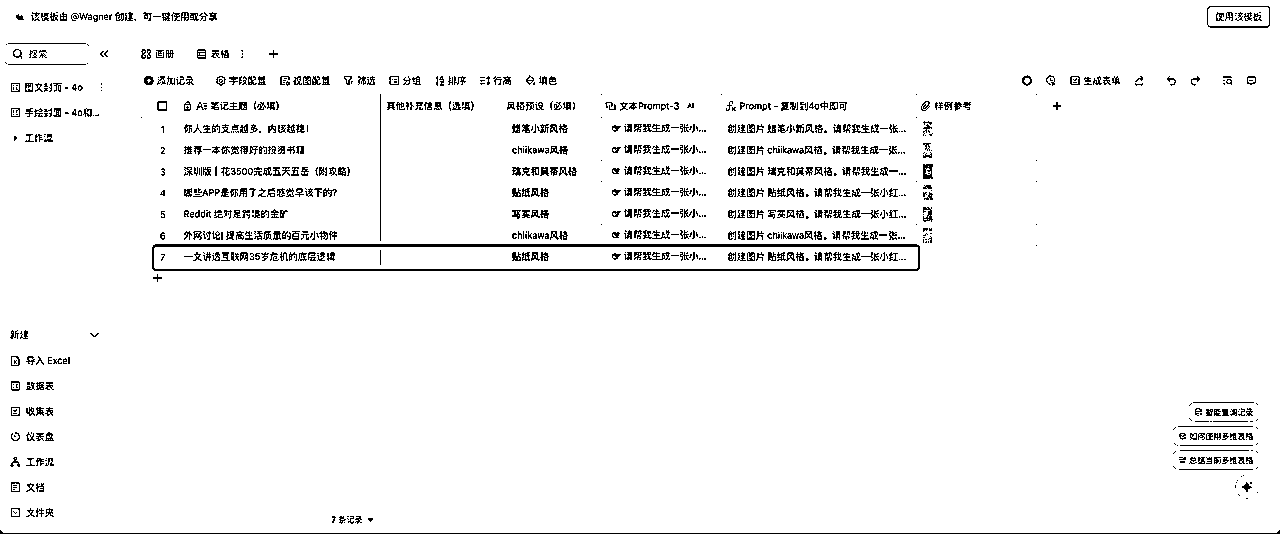 该模板由 @Wagner 创建，可一键使用或分享
使用该模板
搜索
画册 表格
添加记录 字段配置 视图配置 筛选 分组 排序 行高 填色 生成表单
图文封面 - 4o
手绘封面 - 4o和...
工作流
笔记主题（必填） 其他补充信息（选填） 风格预设（必填） 文本Prompt-3 AI Prompt - 复制到4o中即可 样例参考
1 你人生的支点越多，内核越稳！ 蜡笔小新风格 请帮我生成一张小... 创建图片 蜡笔小新风格。请帮我生成一张...
2 推荐一本你觉得好的投资书籍 chiikawa风格 请帮我生成一张小... 创建图片 chiikawa风格。请帮我生成一张...
3 深圳版｜花3500完成五天五岳（附攻略） 瑞克和莫蒂风格 请帮我生成一张小... 创建图片 瑞克和莫蒂风格。请帮我生成一...
4 哪些APP是你用了之后感觉早该下的? 贴纸风格 请帮我生成一张小... 创建图片 贴纸风格。请帮我生成一张小红...
5 Reddit 绝对是跨境的金矿 写实风格 请帮我生成一张小... 创建图片 写实风格。请帮我生成一张小红...
6 外网讨论| 提高生活质量的百元小物件 chiikawa风格 请帮我生成一张小... 创建图片 chiikawa风格。请帮我生成一张...
7 一文讲透互联网35岁危机的底层逻辑 贴纸风格 请帮我生成一张小... 创建图片 贴纸风格。请帮我生成一张小红...
新建
导入 Excel
数据表
收集表
仪表盘
工作流
文档
文件夹
智能查询记录
如何使用多维表格
总结当前多维表格
7 条记录